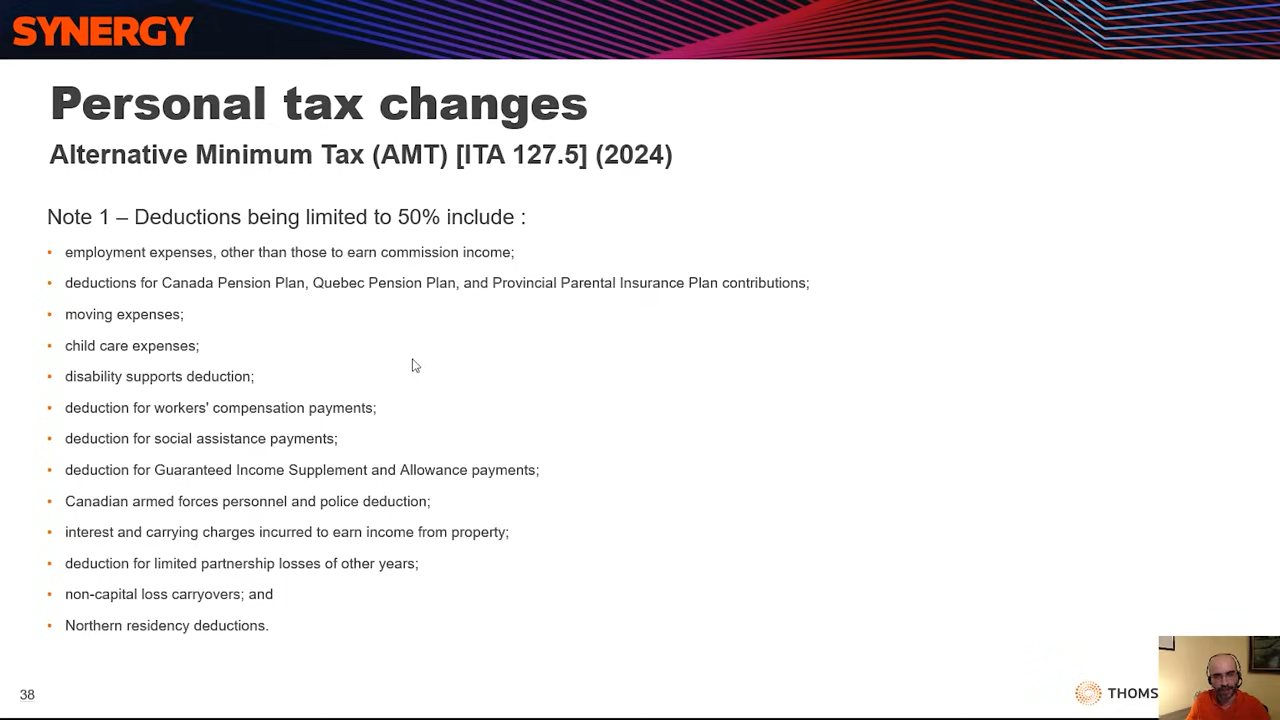 SYNERGY
Personal tax changes
Alternative Minimum Tax (AMT) [ITA 127.5] (2024)
Note 1 – Deductions being limited to 50% include :
• employment expenses, other than those to earn commission income;
• deductions for Canada Pension Plan, Quebec Pension Plan, and Provincial Parental Insurance Plan contributions;
• moving expenses;
• child care expenses;
• disability supports deduction;
• deduction for workers' compensation payments;
• deduction for social assistance payments;
• deduction for Guaranteed Income Supplement and Allowance payments;
• Canadian armed forces personnel and police deduction;
• interest and carrying charges incurred to earn income from property;
• deduction for limited partnership losses of other years;
• non-capital loss carryovers; and
• Northern residency deductions.
38
THOMS